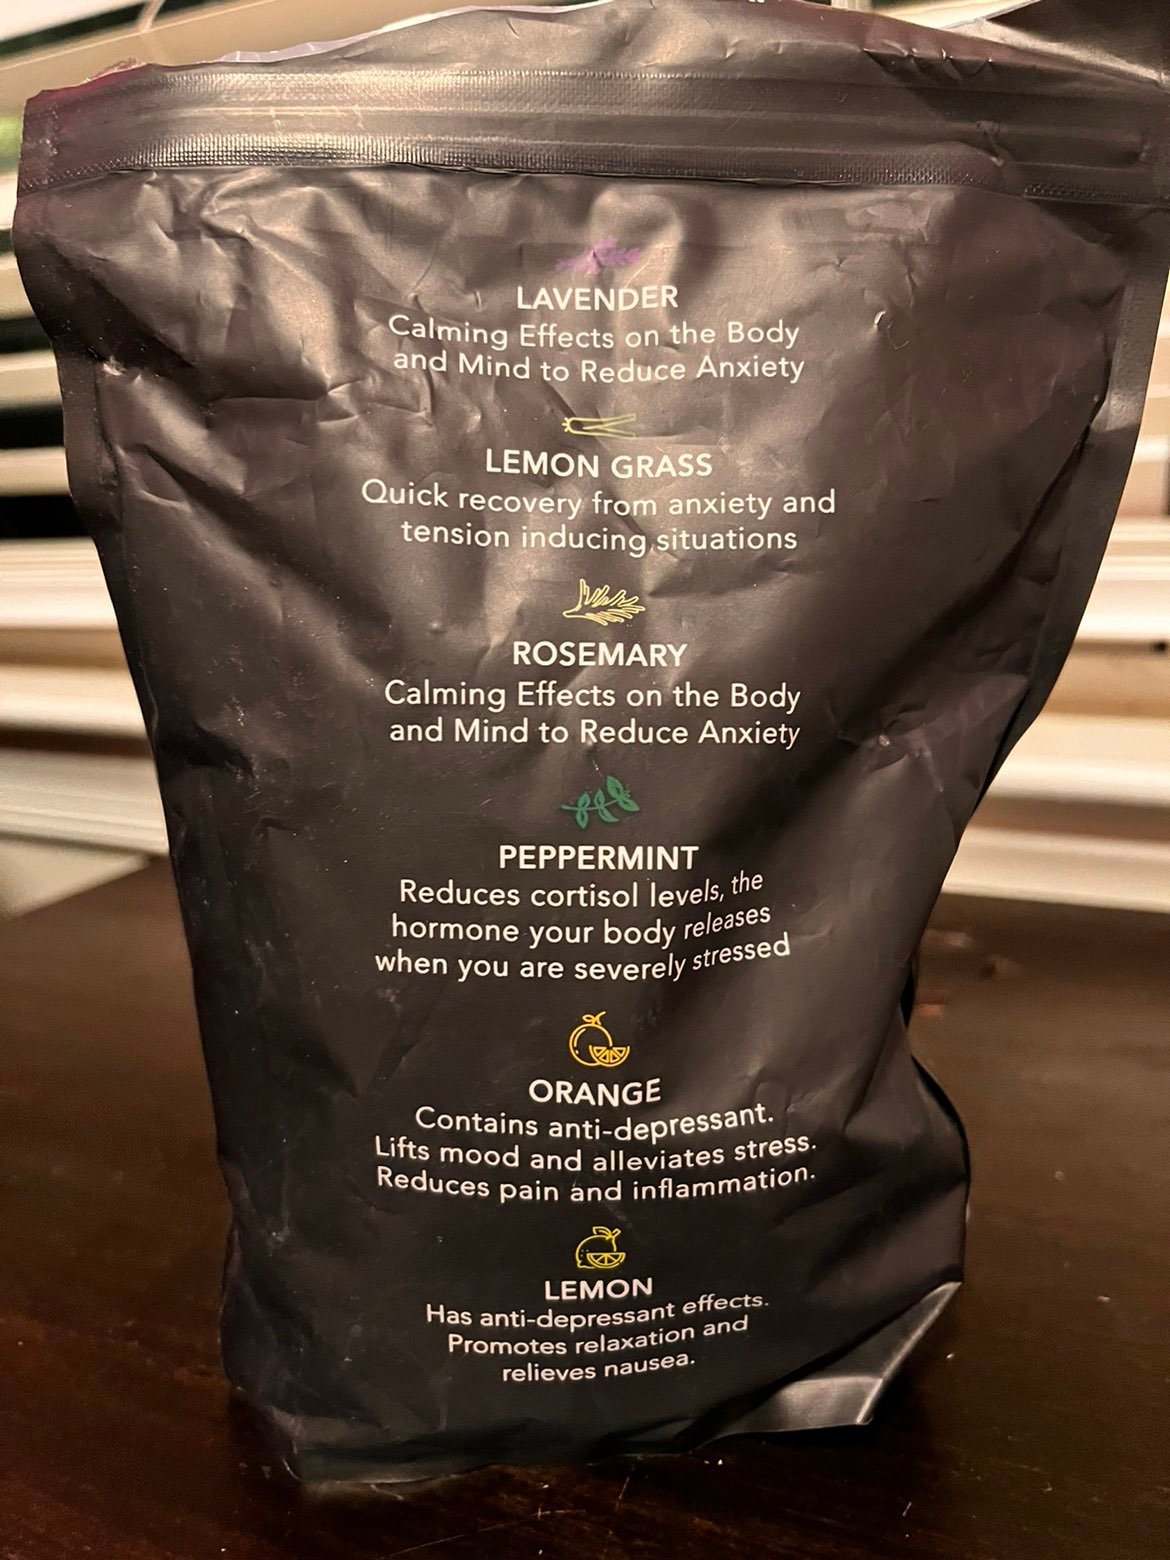 LAVENDER
Calming Effects on the Body
and Mind to Reduce Anxiety
LEMON GRASS
Quick recovery from anxiety and
tension inducing situations
ROSEMARY
Calming Effects on the Body
and Mind to Reduce Anxiety
PEPPERMINT
Reduces cortisol levels, the
hormone your body releases
when you are severely stressed
ORANGE
Contains anti-depressant.
Lifts mood and alleviates stress.
Reduces pain and inflammation.
LEMON
Has anti-depressant effects.
Promotes relaxation and
relieves nausea.